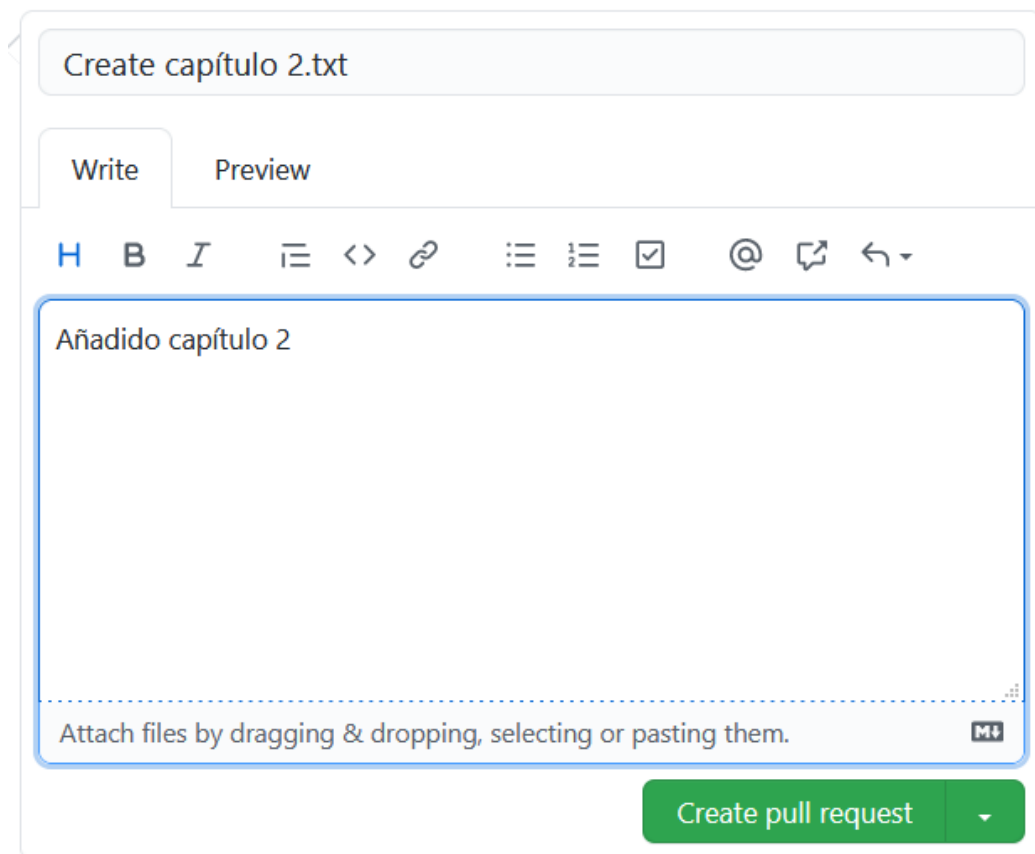 Create capítulo 2.txt
Write Preview
H B I <> @
Añadido capítulo 2
Attach files by dragging & dropping, selecting or pasting them.
M↓
Create pull request